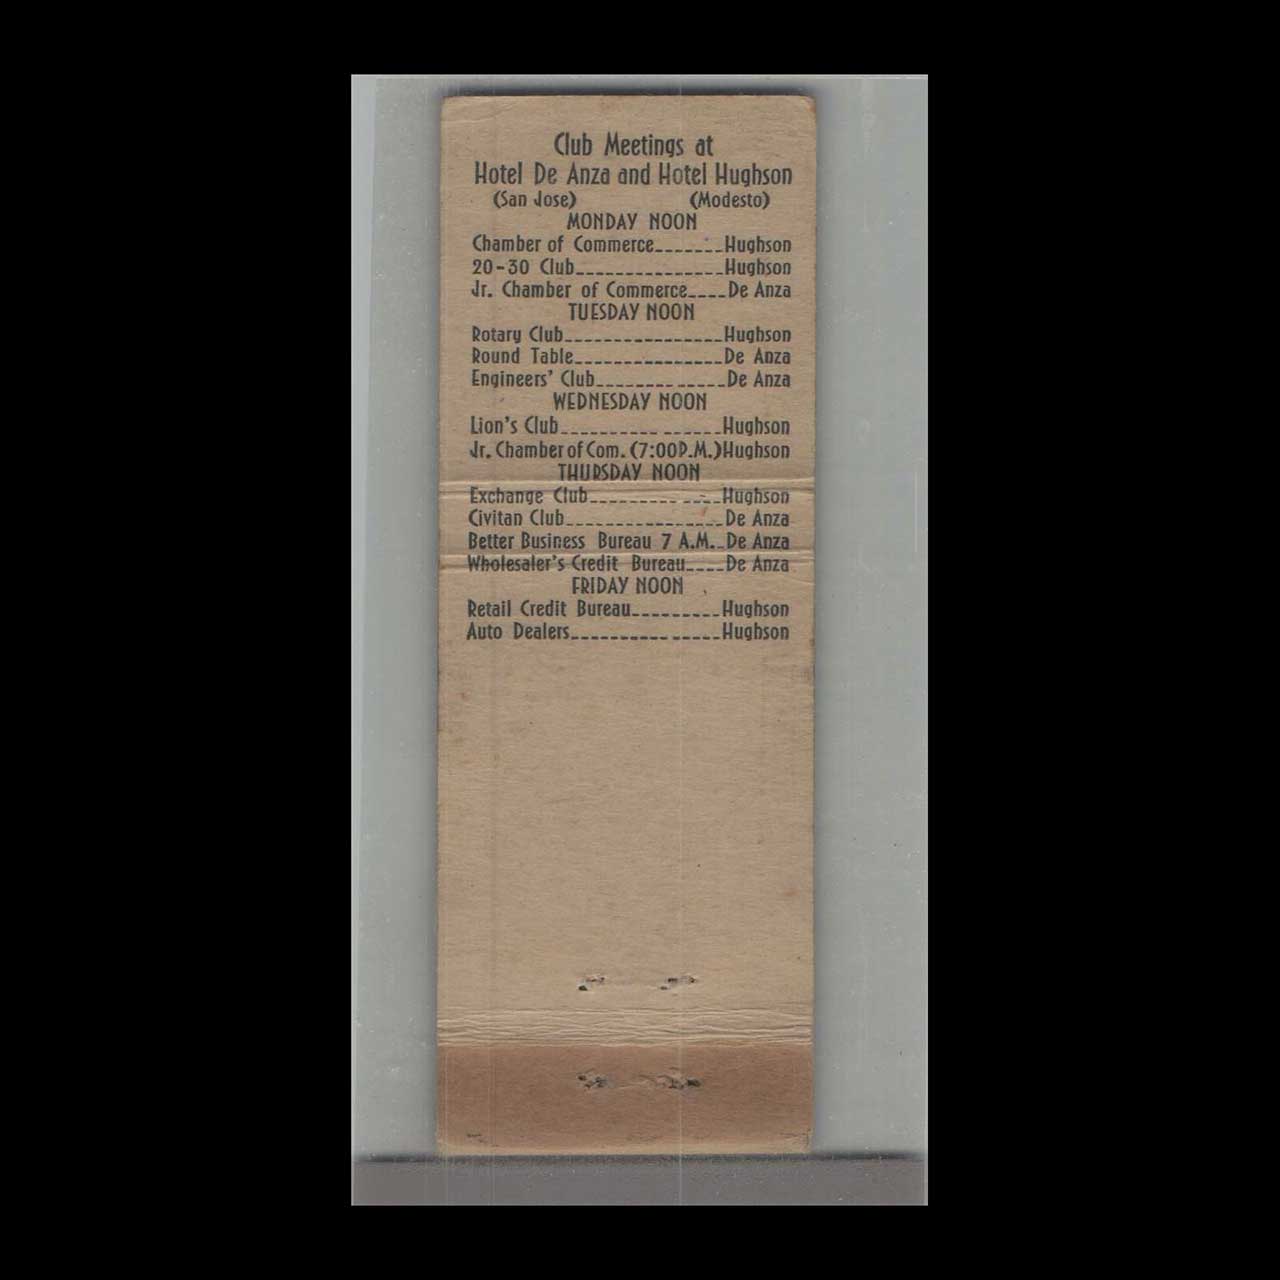 Club Meetings at
Hotel De Anza and Hotel Hughson
(San Jose) (Modesto)
MONDAY NOON
Chamber of Commerce_______Hughson
20-30 Club_______________Hughson
Jr. Chamber of Commerce____De Anza
TUESDAY NOON
Rotary Club________________Hughson
Round Table_______________De Anza
Engineers' Club_____________De Anza
WEDNESDAY NOON
Lion's Club________________Hughson
Jr. Chamber of Com. (7:00P.M.)Hughson
THURSDAY NOON
Exchange Club_____________Hughson
Civitan Club________________De Anza
Better Business Bureau 7 A.M.__De Anza
Wholesaler's Credit Bureau____De Anza
FRIDAY NOON
Retail Credit Bureau_________Hughson
Auto Dealers_______________Hughson